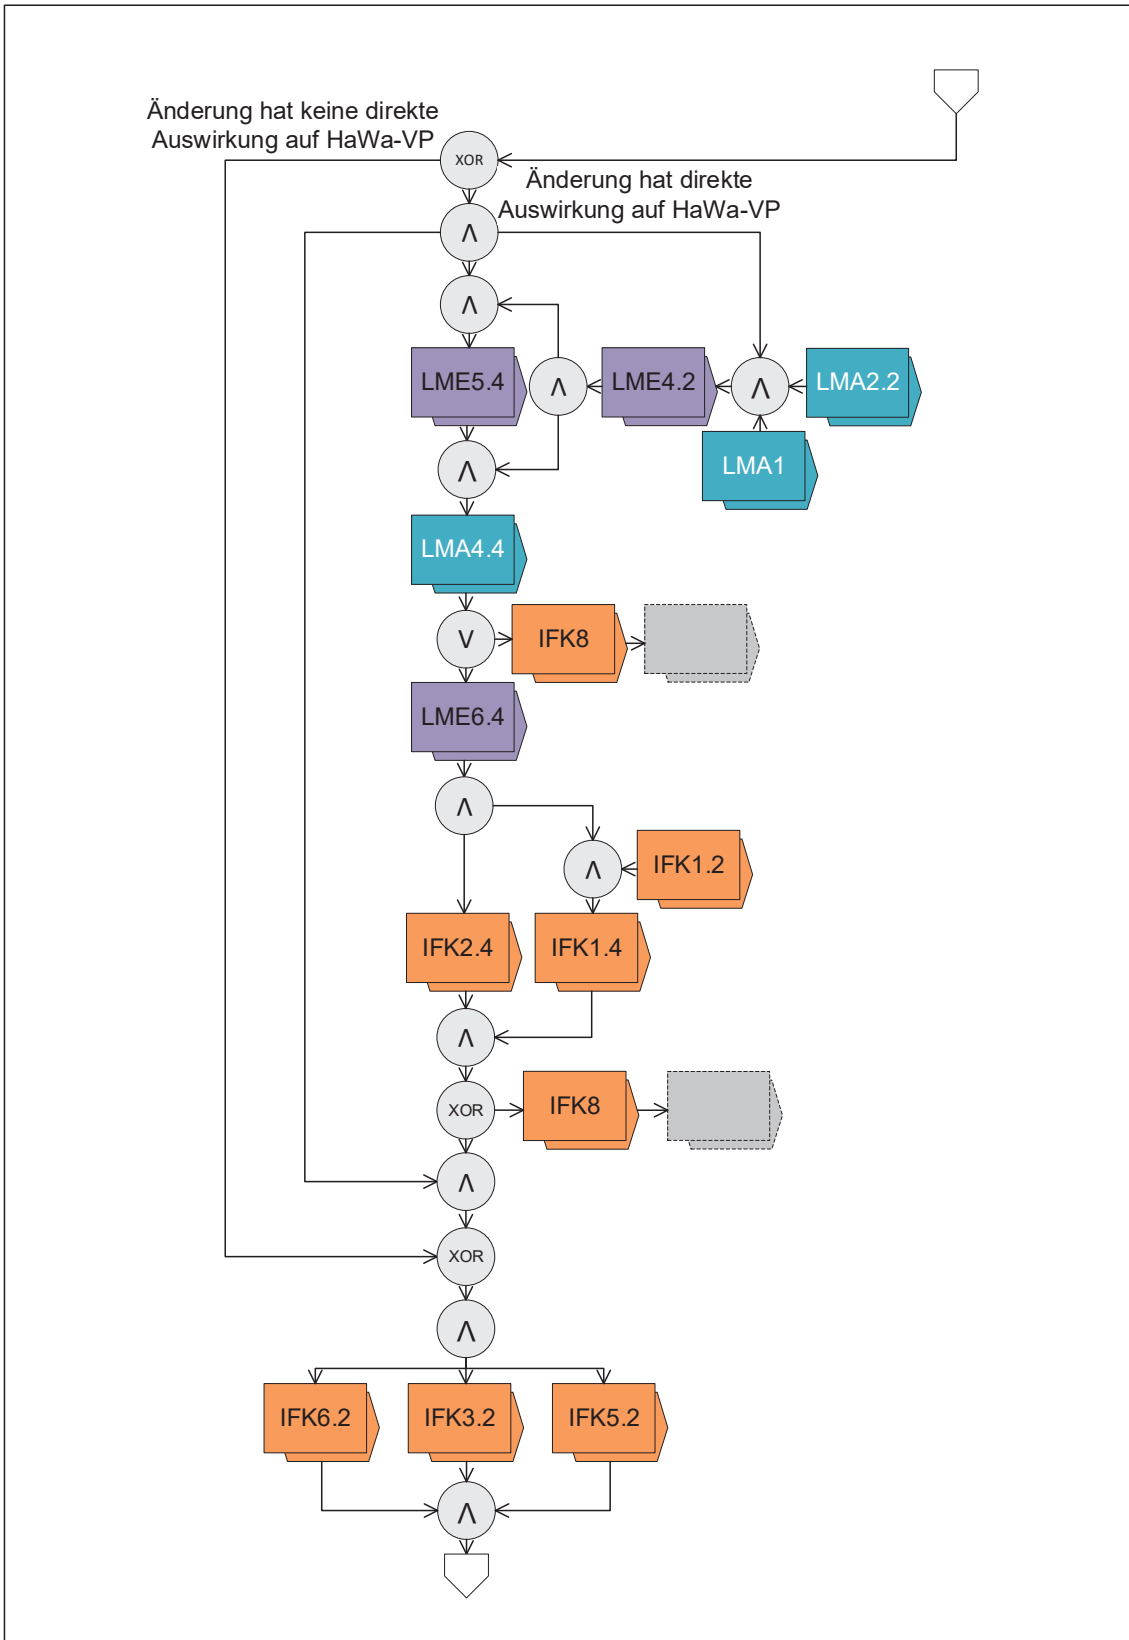 Änderung hat keine direkte
Auswirkung auf HaWa-VP
XOR
Änderung hat direkte
Auswirkung auf HaWa-VP
Λ
Λ
LME5.4
Λ
LME4.2
Λ
LMA2.2
LMA1
Λ
LMA4.4
V
IFK8
LME6.4
Λ
Λ
IFK1.2
IFK2.4
IFK1.4
Λ
XOR
IFK8
Λ
XOR
Λ
IFK6.2
IFK3.2
IFK5.2
Λ